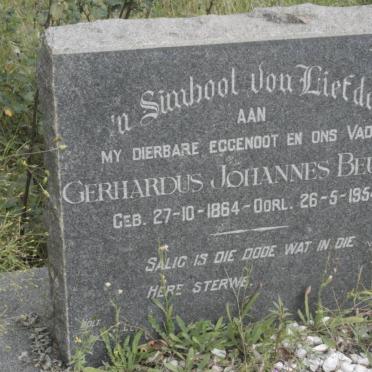 'n Simbool von Liefde
AAN
MY DIERBARE EGGENOOT EN ONS VAD
GERHARDUS JOHANNES BEU
GEB. 27-10-1864 - OORL. 26-5-195
SALIG IS DIE DODE WAT IN DIE
HERE STERWE.